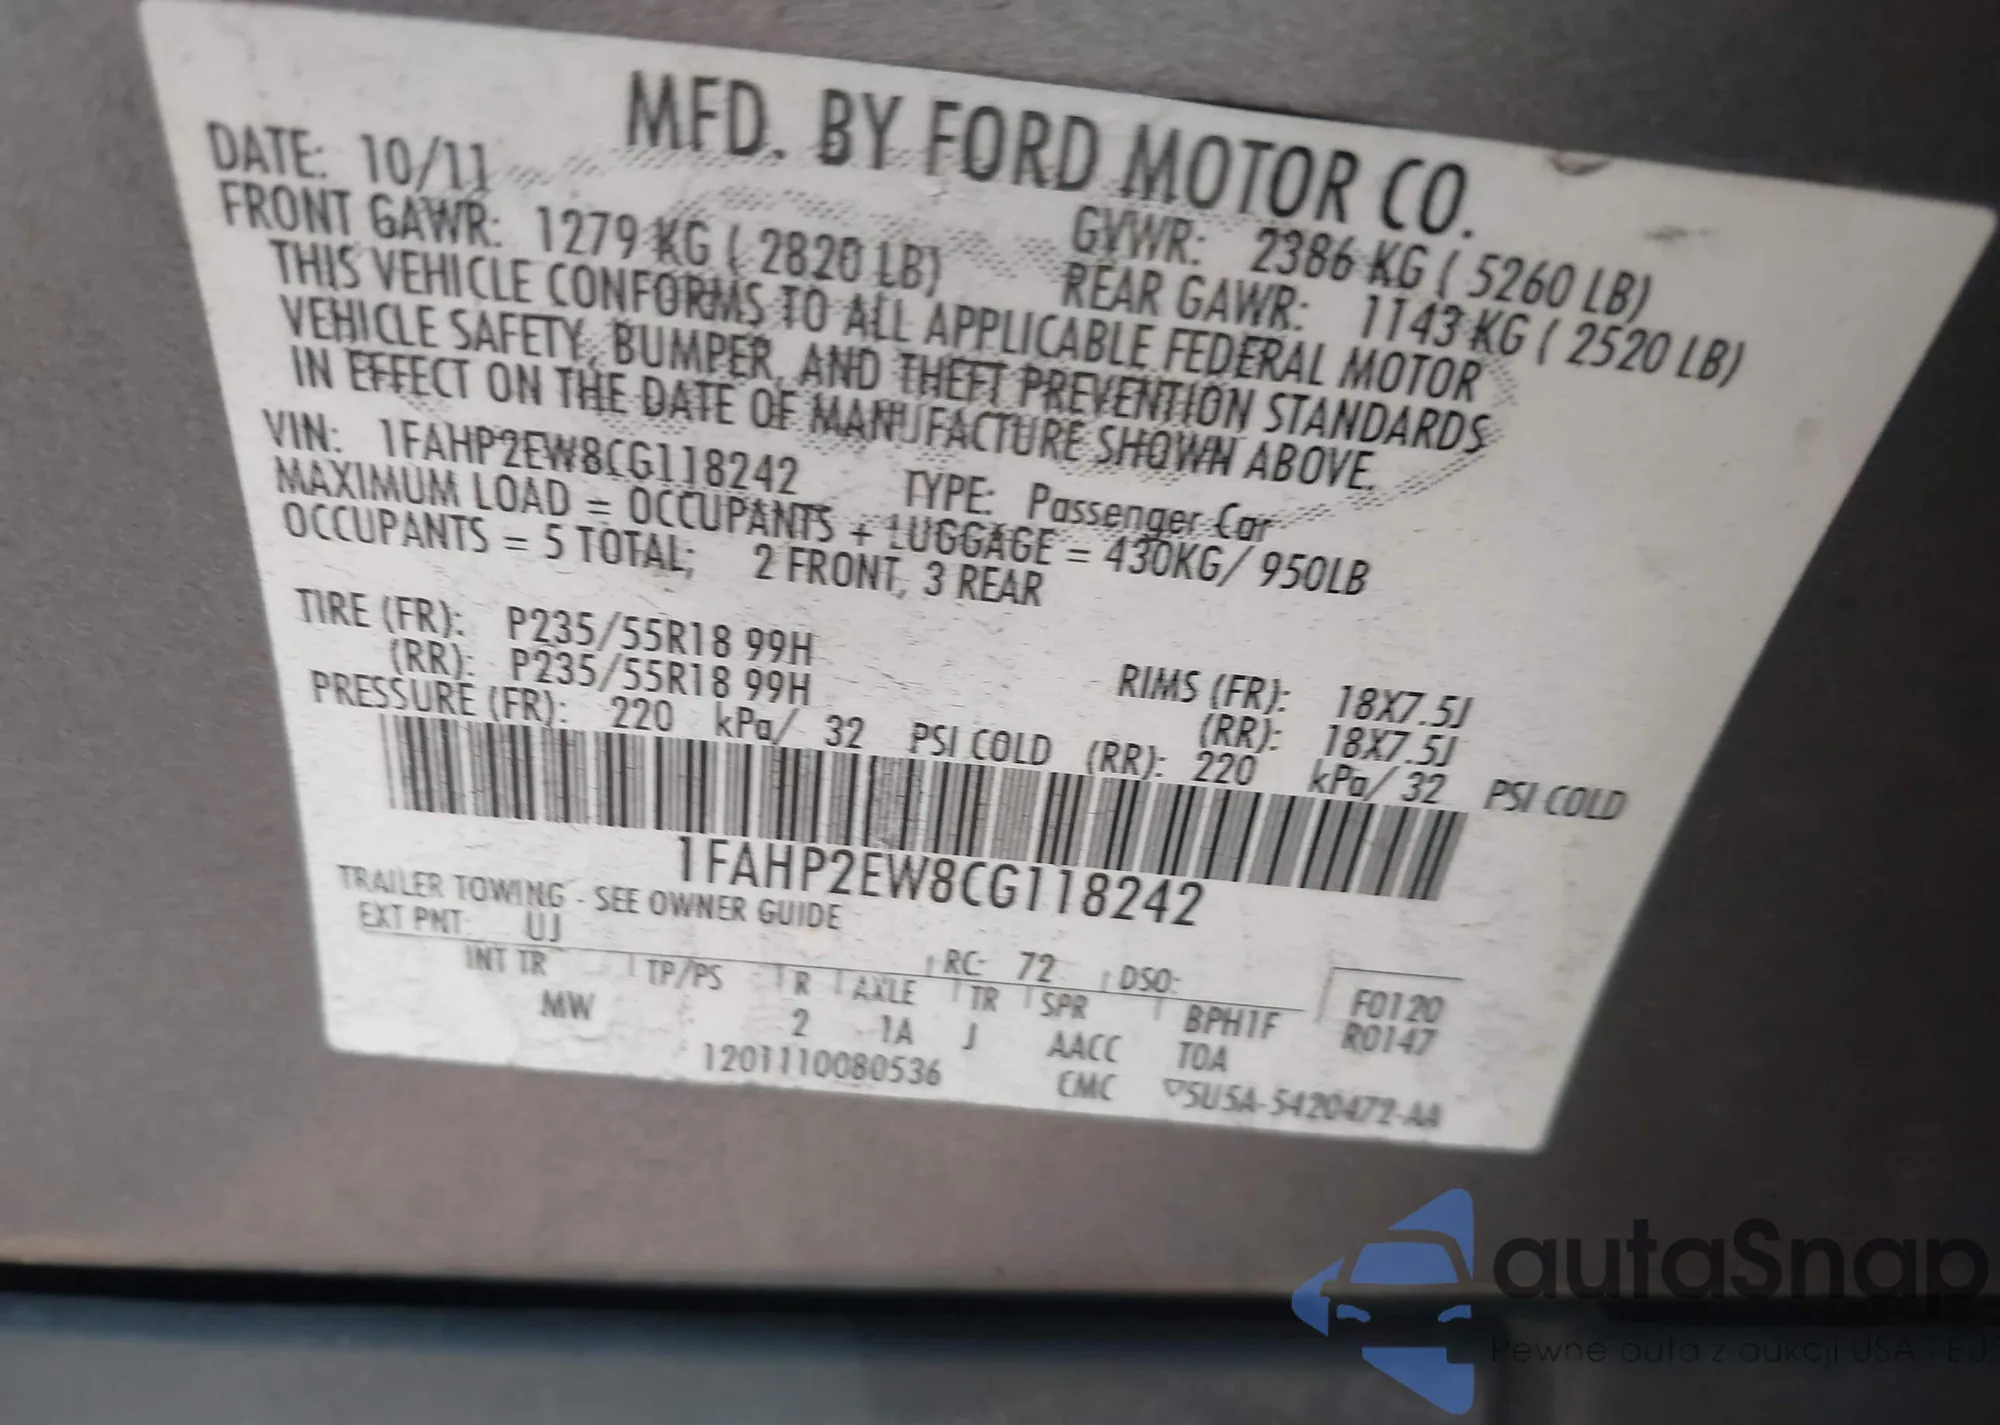 MFD. BY FORD MOTOR CO.
DATE: 10/11 GVWR: 2386 KG ( 5260 LB)
FRONT GAWR: 1279 KG ( 2820 LB) REAR GAWR: 1143 KG ( 2520 LB)
THIS VEHICLE CONFORMS TO ALL APPLICABLE FEDERAL MOTOR
VEHICLE SAFETY, BUMPER, AND THEFT PREVENTION STANDARDS
IN EFFECT ON THE DATE OF MANUFACTURE SHOWN ABOVE.
VIN: 1FAHP2EW8CG118242 TYPE: Passenger Car
MAXIMUM LOAD = OCCUPANTS + LUGGAGE = 430KG/ 950LB
OCCUPANTS = 5 TOTAL; 2 FRONT, 3 REAR
TIRE (FR): P235/55R18 99H RIMS (FR): 18X7.5J
(RR): P235/55R18 99H (RR): 18X7.5J
PRESSURE (FR): 220 kPa/ 32 PSI COLD (RR): 220 kPa/ 32 PSI COLD
1FAHP2EW8CG118242
TRAILER TOWING - SEE OWNER GUIDE
EXT PNT: UJ RC: 72 DSO: F0120
INT TR TP/PS R AXLE TR SPR BPH1F R0147
MW 2 1A J AACC TOA
1201110080536 CMC ▽5U5A-5420472-AA
autaSnap
Pewne auta z aukcji USA